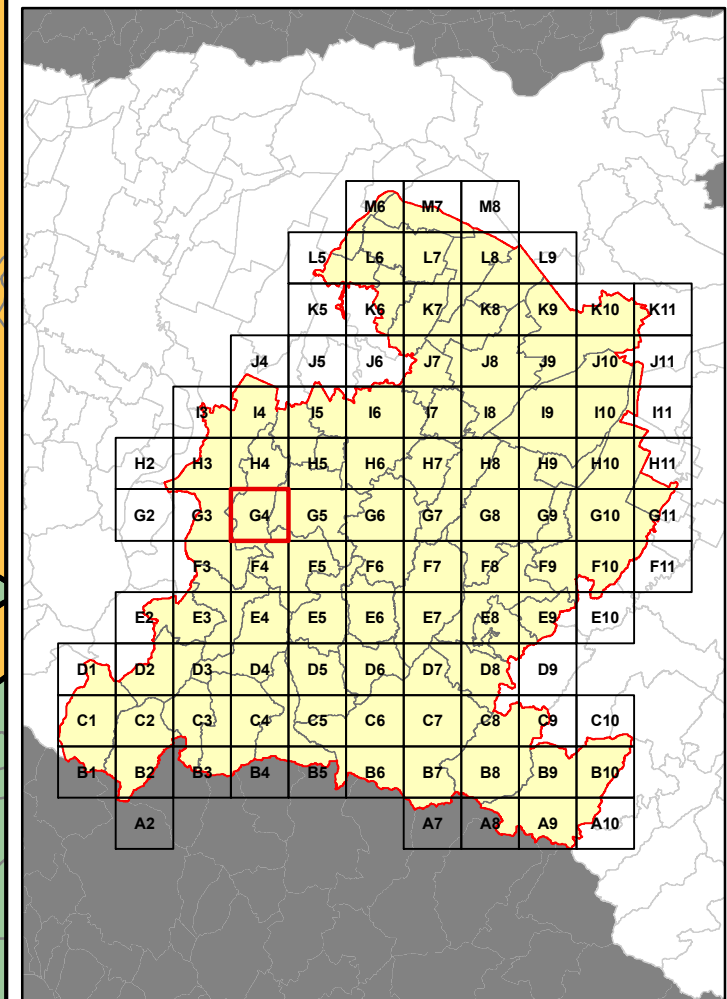 M6 M7 M8
L5 L6 L7 L8 L9
K5 K6 K7 K8 K9 K10 K11
J4 J5 J6 J7 J8 J9 J10 J11
I3 I4 I5 I6 I7 I8 I9 I10 I11
H2 H3 H4 H5 H6 H7 H8 H9 H10 H11
G2 G3 G4 G5 G6 G7 G8 G9 G10 G11
F3 F4 F5 F6 F7 F8 F9 F10 F11
E2 E3 E4 E5 E6 E7 E8 E9 E10
D1 D2 D3 D4 D5 D6 D7 D8 D9
C1 C2 C3 C4 C5 C6 C7 C8 C9 C10
B1 B2 B3 B4 B5 B6 B7 B8 B9 B10
A2 A7 A8 A9 A10